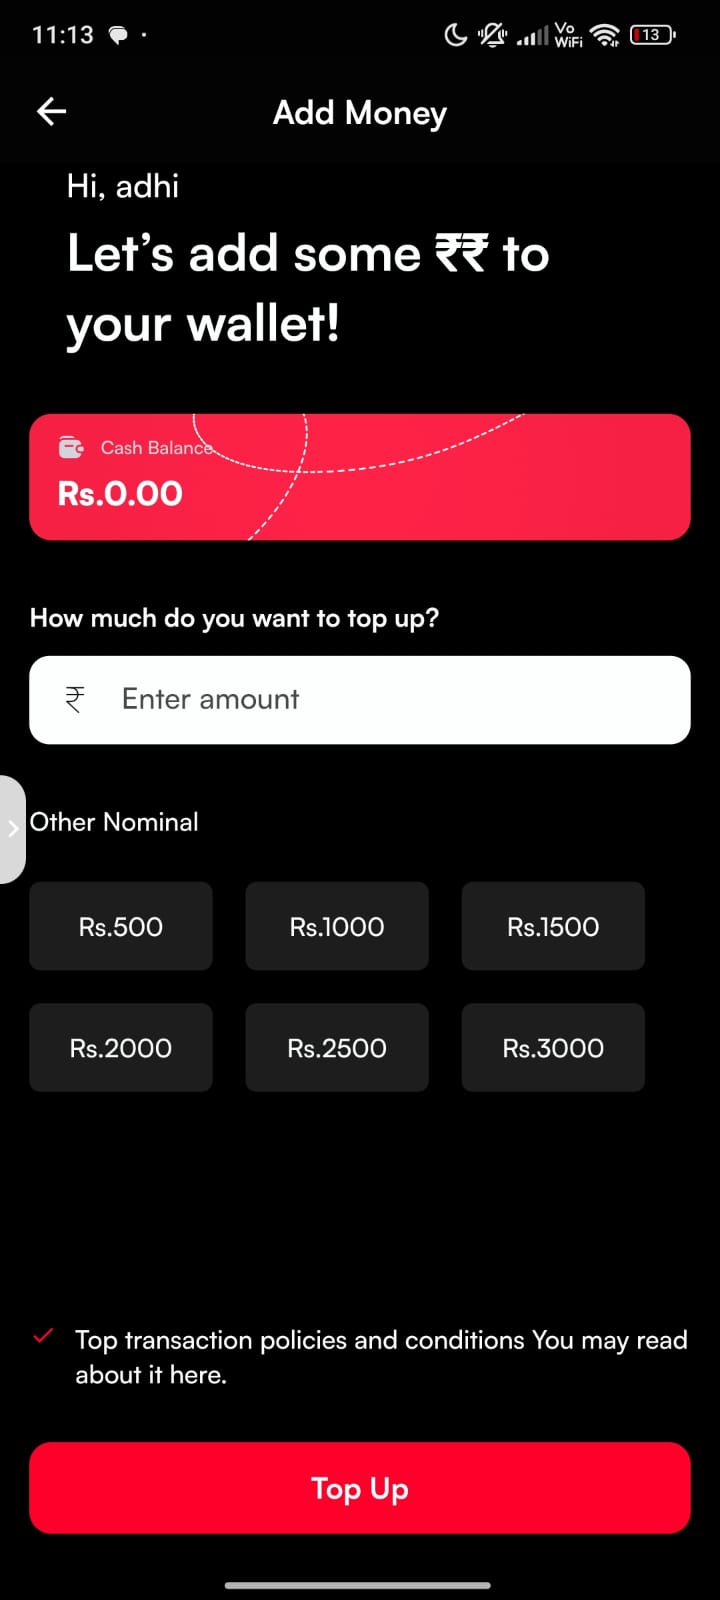 11:13
Vo
WiFi
13
Add Money
Hi, adhi
Let’s add some ₹₹ to
your wallet!
Cash Balance
Rs.0.00
How much do you want to top up?
₹ Enter amount
Other Nominal
Rs.500 Rs.1000 Rs.1500
Rs.2000 Rs.2500 Rs.3000
Top transaction policies and conditions You may read
about it here.
Top Up